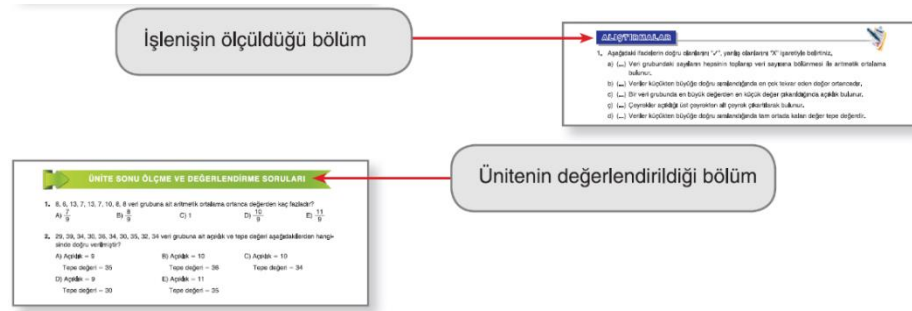 İşlenişin ölçüldüğü bölüm
ALIŞTIRMALAR
1. Aşağıdaki ifadelerin doğru olanlarını "✓", yanlış olanlarını "X" işaretiyle belirtiniz.
a) (...) Veri grubundaki sayıların hepsinin toplanıp veri sayısına bölünmesi ile aritmetik ortalama
bulunur.
b) (...) Veriler küçükten büyüğe doğru sıralandığında en çok tekrar eden değer ortancadır.
c) (...) Bir veri grubunda en büyük değerden en küçük değer çıkarıldığında açıklık bulunur.
ç) (...) Çeyrekler açıklığı üst çeyrekten alt çeyrek çıkartılarak bulunur.
d) (...) Veriler küçükten büyüğe doğru sıralandığında tam ortada kalan değer tepe değerdir.
ÜNİTE SONU ÖLÇME VE DEĞERLENDİRME SORULARI
Ünitenin değerlendirildiği bölüm
1. 8, 6, 13, 7, 13, 7, 10, 8, 8 veri grubuna ait aritmetik ortalama ortanca değerden kaç fazladır?
A) 7/9 B) 8/9 C) 1 D) 10/9 E) 11/9
2. 29, 39, 34, 30, 36, 34, 30, 35, 32, 34 veri grubuna ait açıklık ve tepe değeri aşağıdakilerden hangi-
sinde doğru verilmiştir?
A) Açıklık = 9 B) Açıklık = 10 C) Açıklık = 10
Tepe değeri = 35 Tepe değeri = 36 Tepe değeri = 34
D) Açıklık = 9 E) Açıklık = 11
Tepe değeri = 30 Tepe değeri = 35